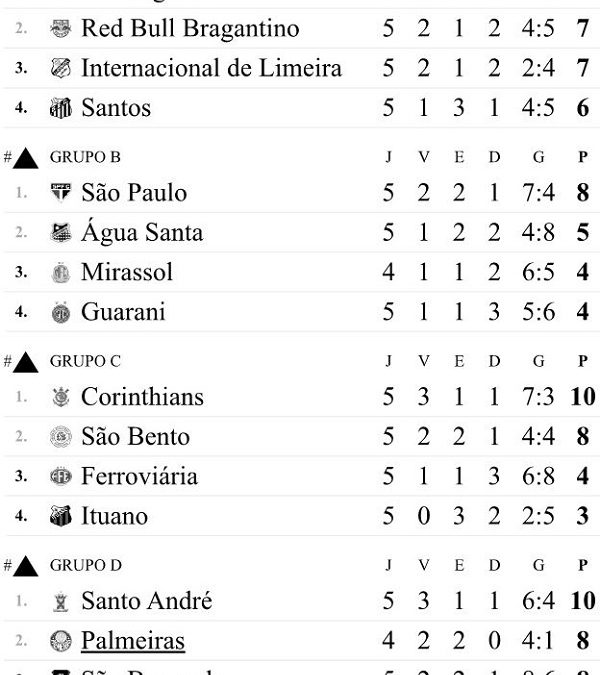 2. Red Bull Bragantino 5 2 1 2 4:5 7
3. Internacional de Limeira 5 2 1 2 2:4 7
4. Santos 5 1 3 1 4:5 6
# GRUPO B J V E D G P
1. São Paulo 5 2 2 1 7:4 8
2. Água Santa 5 1 2 2 4:8 5
3. Mirassol 4 1 1 2 6:5 4
4. Guarani 5 1 1 3 5:6 4
# GRUPO C J V E D G P
1. Corinthians 5 3 1 1 7:3 10
2. São Bento 5 2 2 1 4:4 8
3. Ferroviária 5 1 1 3 6:8 4
4. Ituano 5 0 3 2 2:5 3
# GRUPO D J V E D G P
1. Santo André 5 3 1 1 6:4 10
2. Palmeiras 4 2 2 0 4:1 8